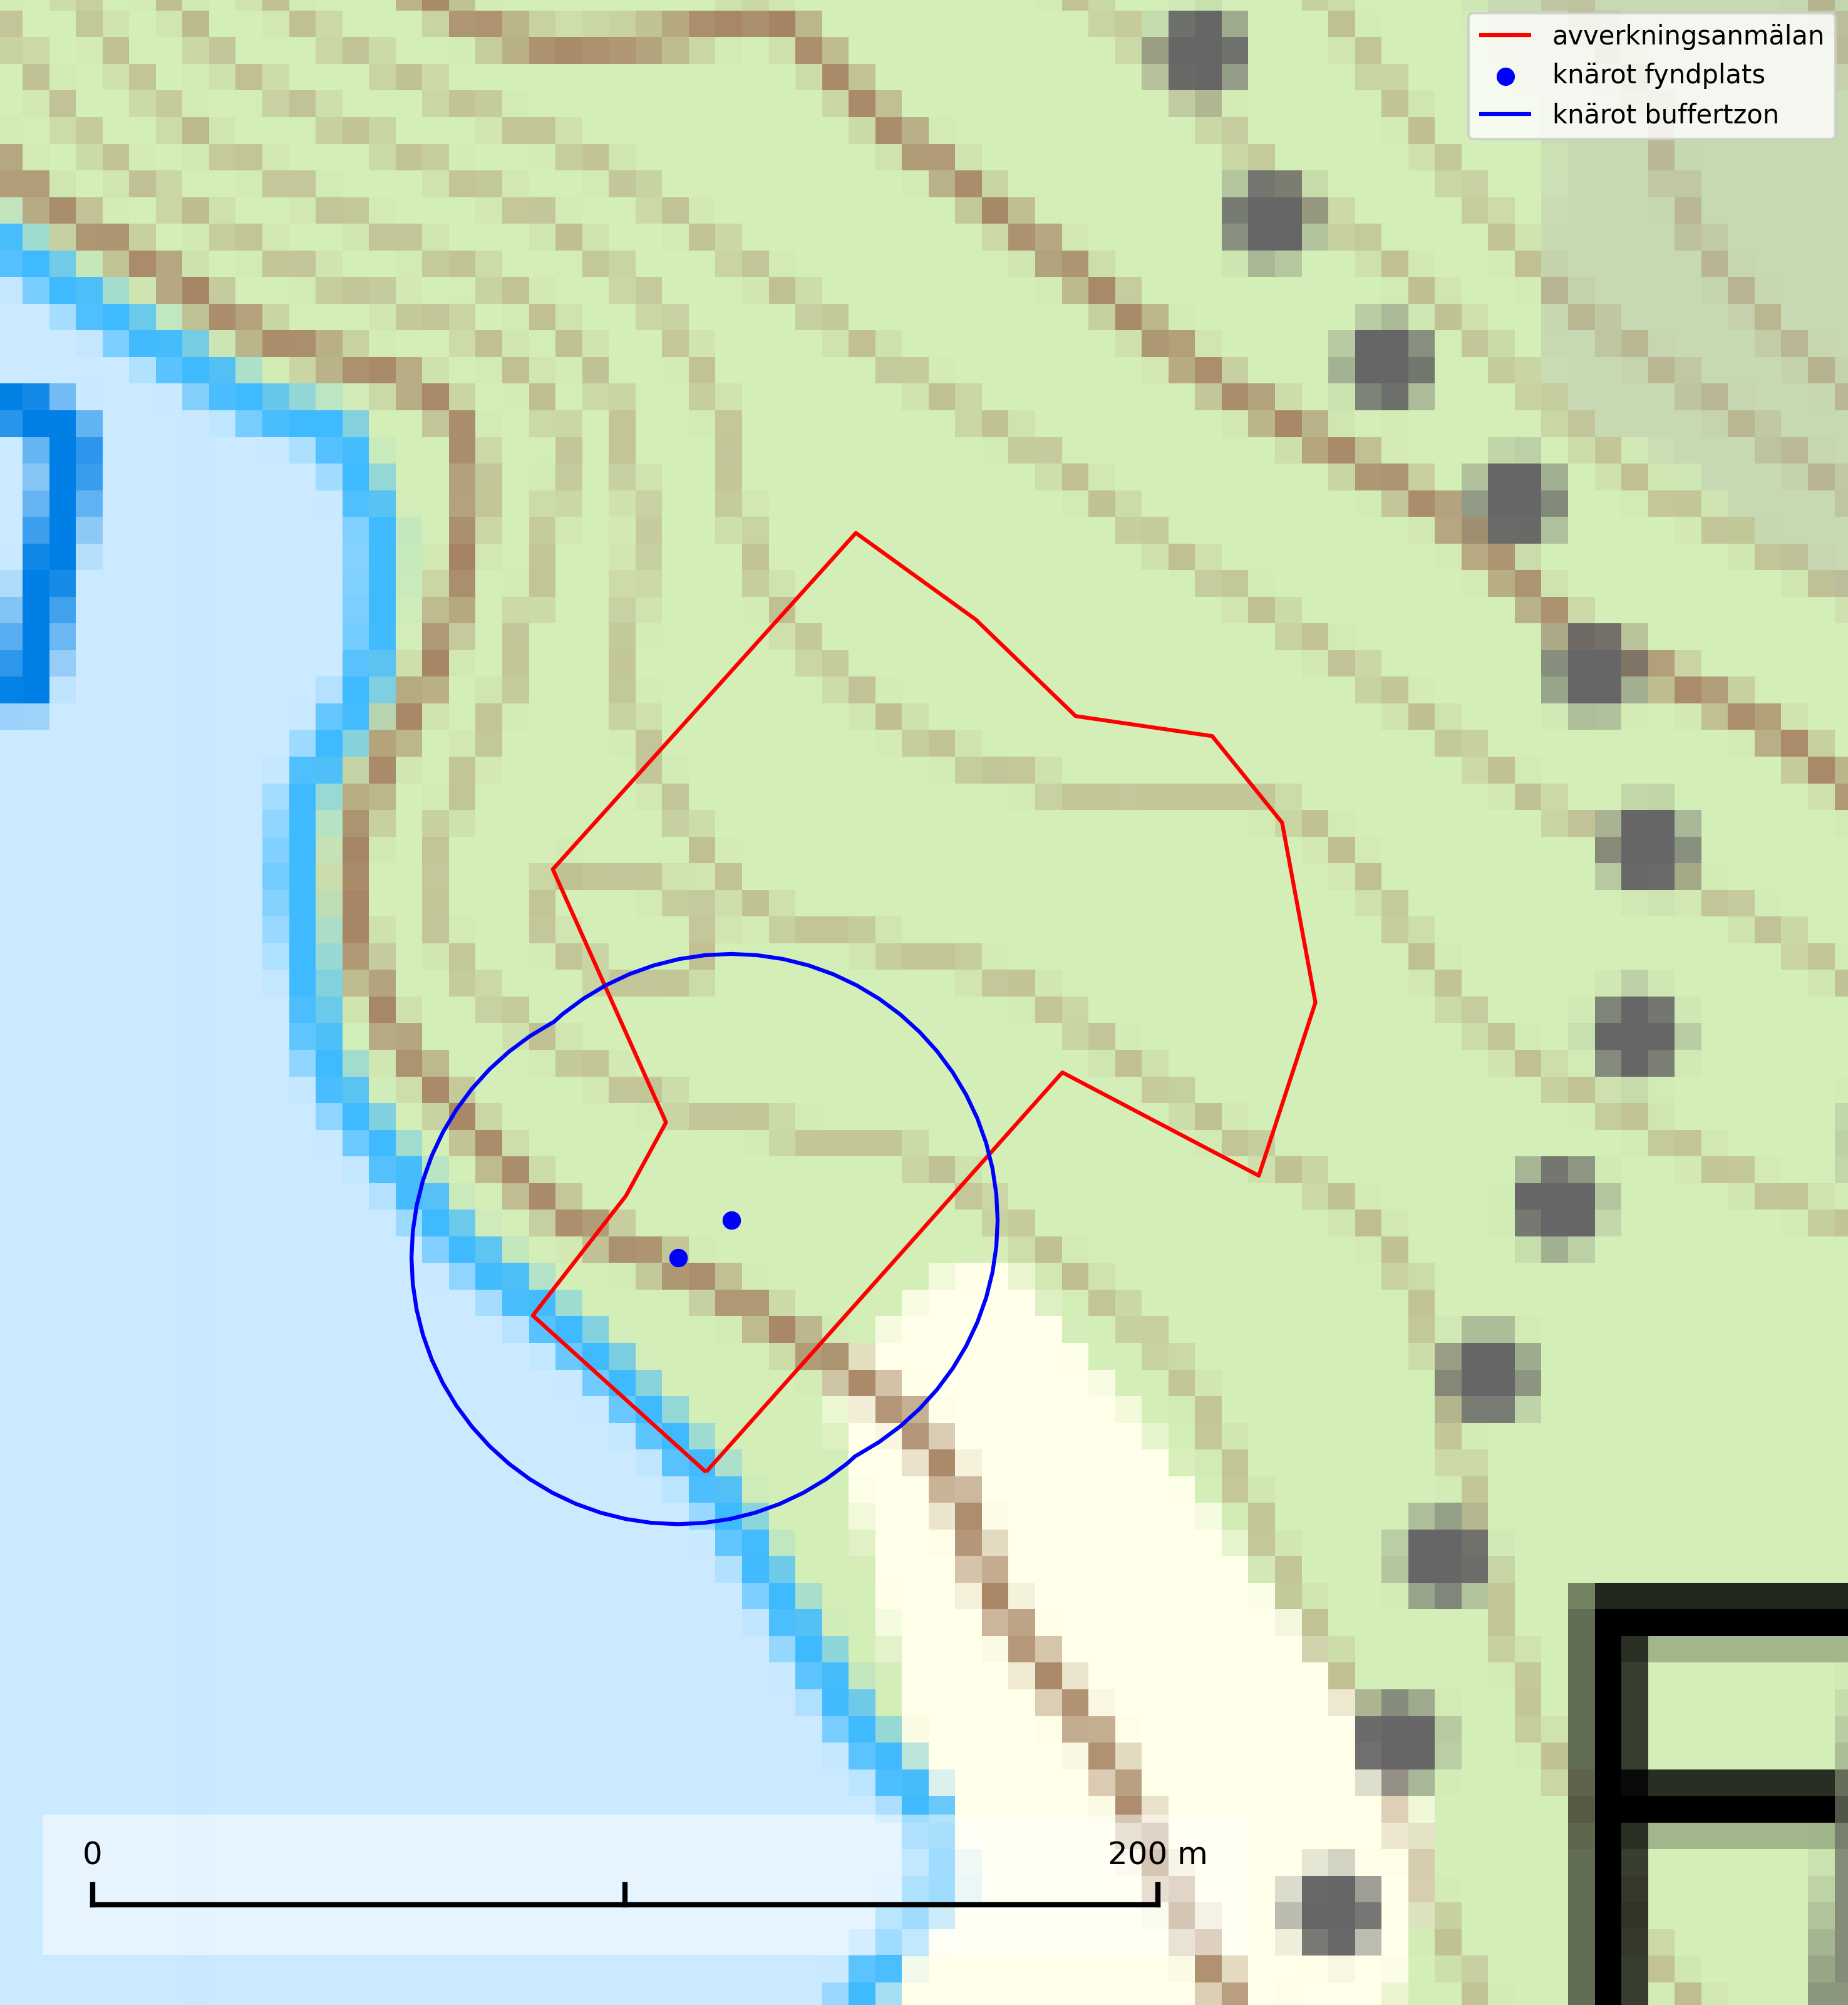 avverkningsanmälan
knärot fyndplats
knärot buffertzon
0 200 m